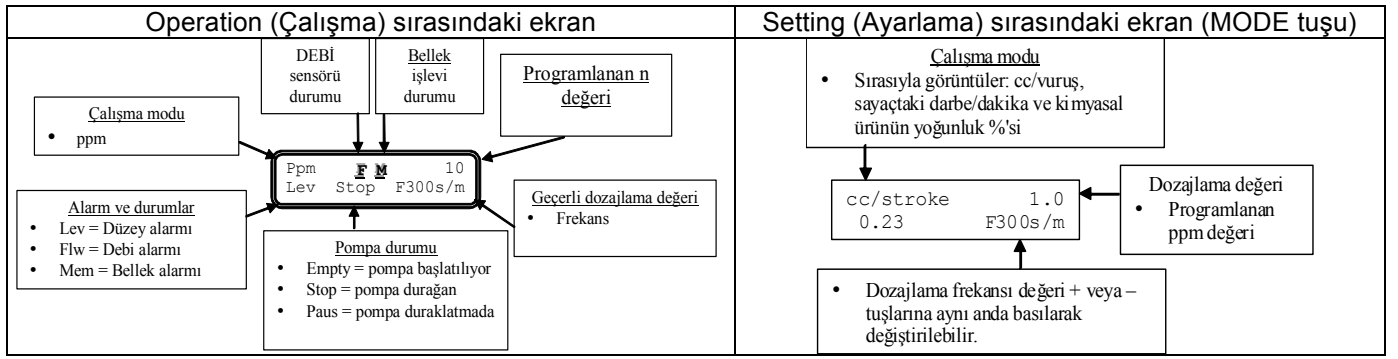 Operation (Çalışma) sırasındaki ekran
DEBİ
sensörü
durumu
Bellek
işlevi
durumu
Programlanan n
değeri
Çalışma modu
• ppm
Ppm F M 10
Lev Stop F300s/m
Alarm ve durumlar
• Lev = Düzey alarmı
• Flw = Debi alarmı
• Mem = Bellek alarmı
Pompa durumu
• Empty = pompa başlatılıyor
• Stop = pompa durağan
• Paus = pompa duraklatmada
Geçerli dozajlama değeri
• Frekans
Setting (Ayarlama) sırasındaki ekran (MODE tuşu)
Çalışma modu
• Sırasıyla görüntüler: cc/vuruş,
sayaçtaki darbe/dakika ve kimyasal
ürünün yoğunluk %'si
cc/stroke 1.0
0.23 F300s/m
Dozajlama değeri
• Programlanan
ppm değeri
• Dozajlama frekansı değeri + veya –
tuşlarına aynı anda basılarak
değiştirilebilir.